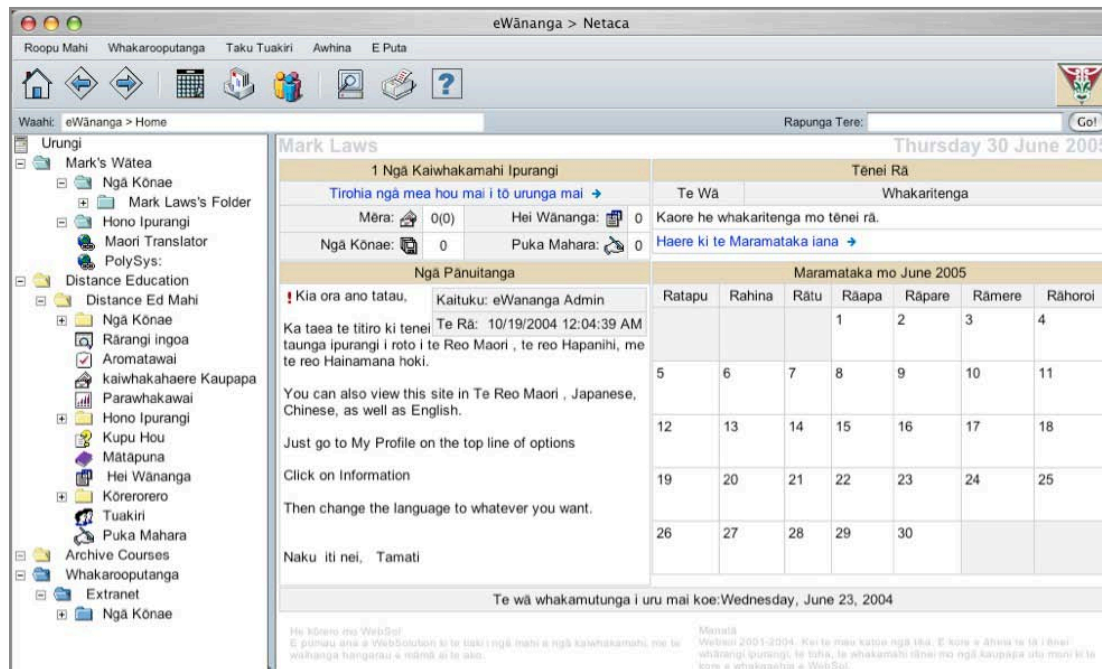 eWānanga > Netaca
Roopu Mahi Whakarooputanga Taku Tuakiri Awhina E Puta
Waahi: eWānanga > Home Rapunga Tere: Go!
Urungi
Mark's Wātea
Ngā Kōnae
Mark Laws's Folder
Hono Ipurangi
Maori Translator
PolySys:
Distance Education
Distance Ed Mahi
Ngā Kōnae
Rārangi ingoa
Aromatawai
kaiwhakahaere Kaupapa
Parawhakawai
Hono Ipurangi
Kupu Hou
Mātāpuna
Hei Wānanga
Kōrerorero
Tuakiri
Puka Mahara
Archive Courses
Whakarooputanga
Extranet
Ngā Kōnae
Mark Laws Thursday 30 June 2005
1 Ngā Kaiwhakamahi Ipurangi
Tirohia ngā mea hou mai i tō urunga mai →
Mēra: 0(0) Hei Wānanga: 0
Ngā Kōnae: 0 Puka Mahara: 0
Tēnei Rā
Te Wā Whakaritenga
Kaore he whakaritenga mo tēnei rā.
Haere ki te Maramataka iana →
Ngā Pānuitanga
! Kia ora ano tatau,
Kaituku: eWananga Admin
Te Rā: 10/19/2004 12:04:39 AM
Ka taea te titiro ki tenei
taunga ipurangi i roto i te Reo Maori , te reo Hapanihi, me
te reo Hainamana hoki.
You can also view this site in Te Reo Maori , Japanese,
Chinese, as well as English.
Just go to My Profile on the top line of options
Click on Information
Then change the language to whatever you want.
Naku iti nei, Tamati
Maramataka mo June 2005
Ratapu Rahina Rātu Rāapa Rāpare Rāmere Rāhoroi
1 2 3 4
5 6 7 8 9 10 11
12 13 14 15 16 17 18
19 20 21 22 23 24 25
26 27 28 29 30
Te wā whakamutunga i uru mai koe:Wednesday, June 23, 2004
He kōrero mo WebSol